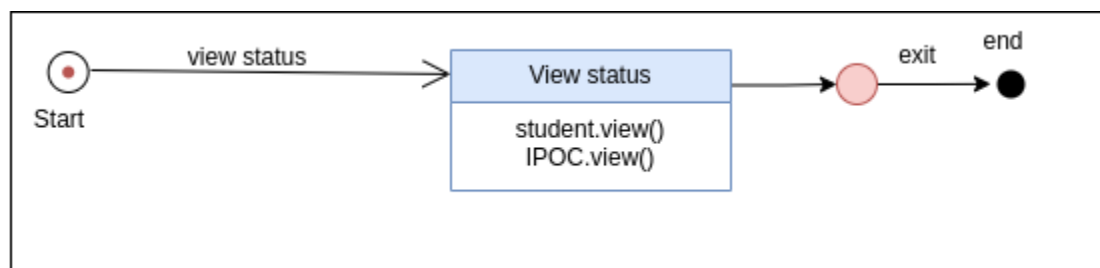 view status
Start
View status
student.view()
IPOC.view()
exit
end